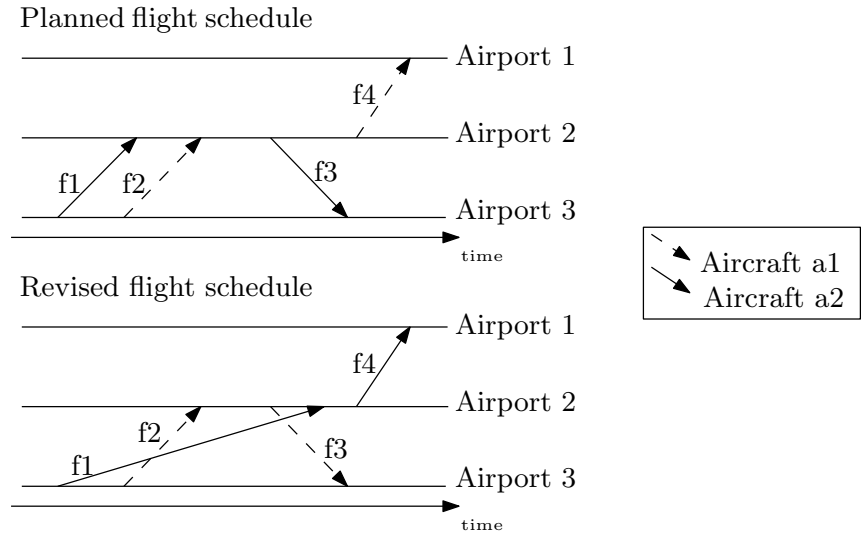 Planned flight schedule
Airport 1
f4
Airport 2
f1
f2
f3
Airport 3
time
Aircraft a1
Aircraft a2
Revised flight schedule
Airport 1
f4
Airport 2
f2
f1
f3
Airport 3
time